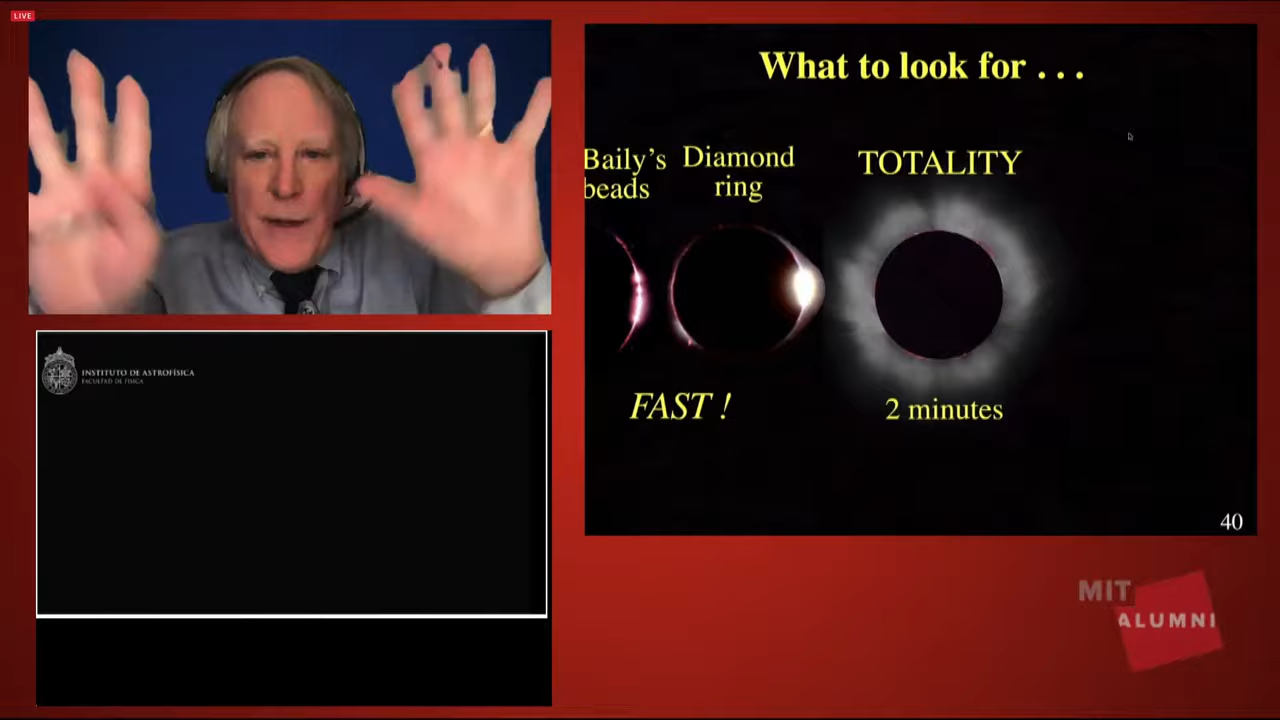 LIVE
What to look for . . .
Baily's
beads
Diamond
ring
TOTALITY
FAST !
2 minutes
40
INSTITUTO DE ASTROFÍSICA
FACULTAD DE FÍSICA
MIT
ALUMNI